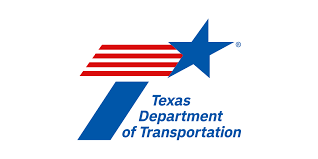 ®
Texas
Department
of Transportation